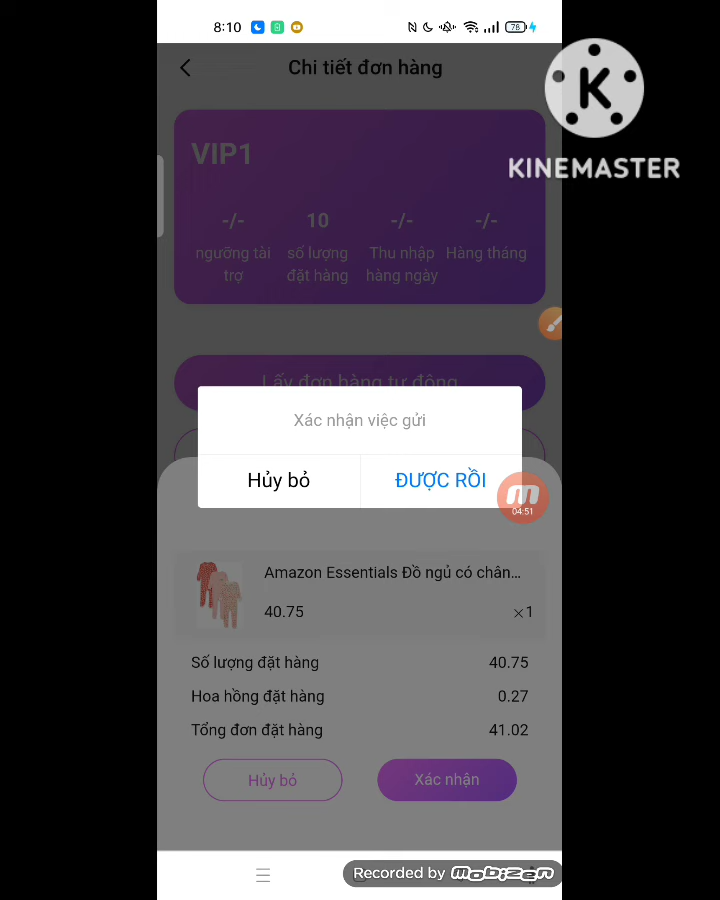 8:10
78
Chi tiết đơn hàng
K
KINEMASTER
VIP1
-/-
10
-/-
-/-
ngưỡng tài trợ
số lượng đặt hàng
Thu nhập hàng ngày
Hàng tháng
Lấy đơn hàng tự động
Xác nhận việc gửi
Hủy bỏ
ĐƯỢC RỒI
04:51
Amazon Essentials Đồ ngủ có chân...
40.75
×1
Số lượng đặt hàng
40.75
Hoa hồng đặt hàng
0.27
Tổng đơn đặt hàng
41.02
Hủy bỏ
Xác nhận
Recorded by mobizen